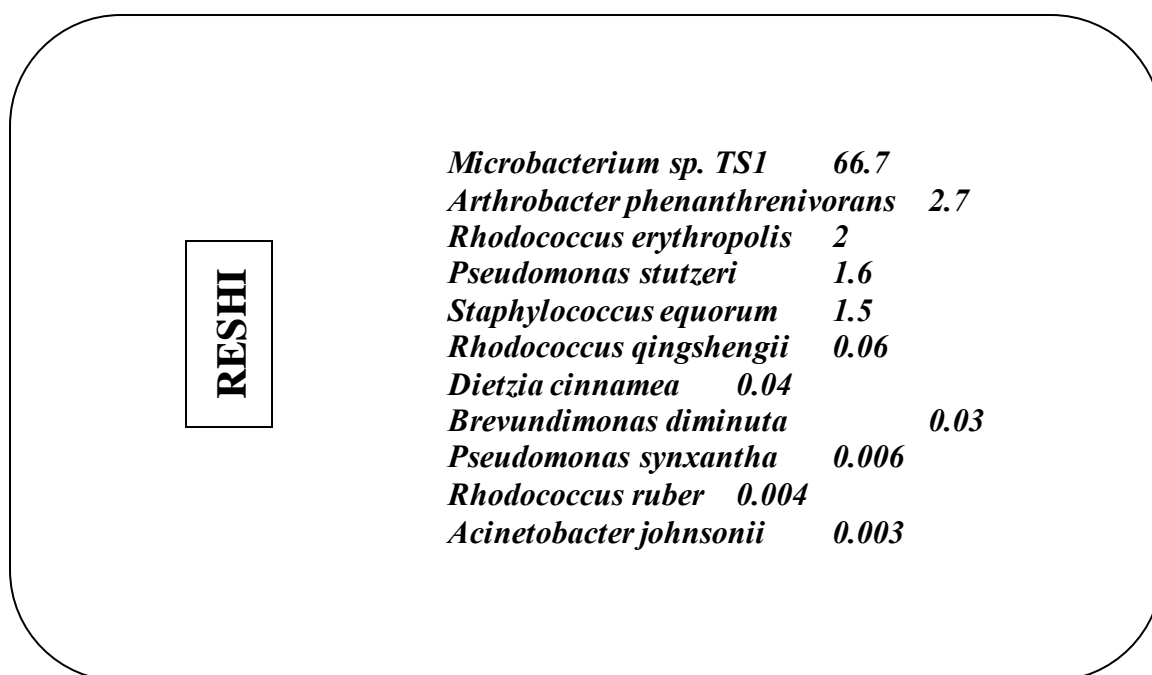 RESHI
Microbacterium sp. TS1 66.7
Arthrobacter phenanthrenivorans 2.7
Rhodococcus erythropolis 2
Pseudomonas stutzeri 1.6
Staphylococcus equorum 1.5
Rhodococcus qingshengii 0.06
Dietzia cinnamea 0.04
Brevundimonas diminuta 0.03
Pseudomonas synxantha 0.006
Rhodococcus ruber 0.004
Acinetobacter johnsonii 0.003